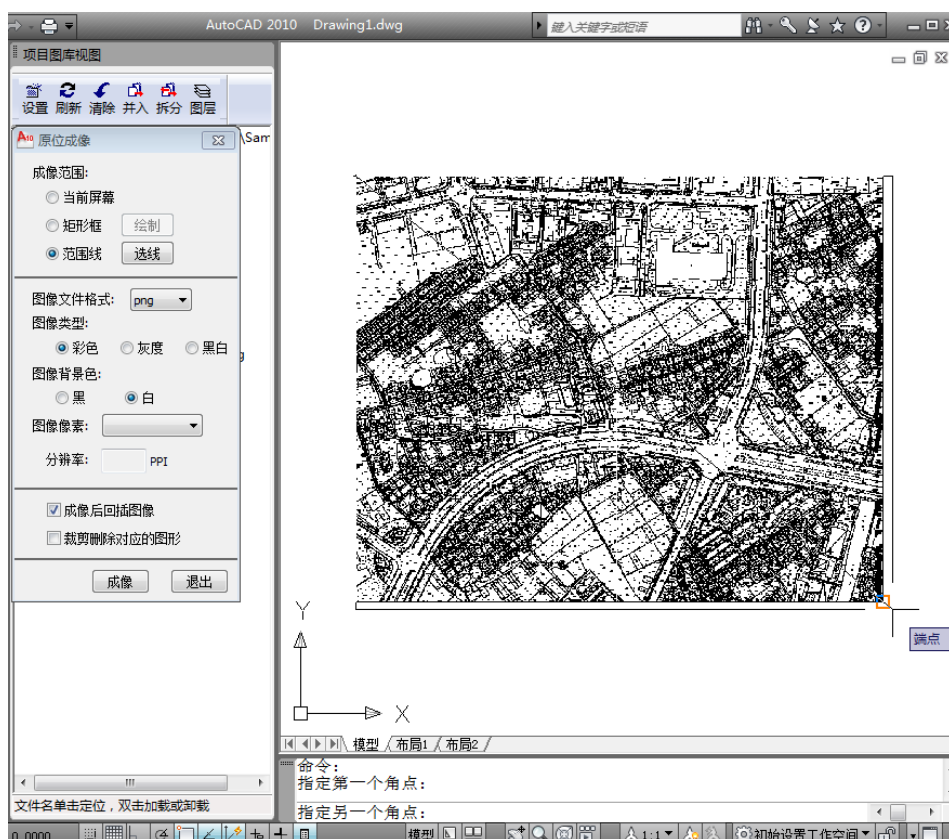 AutoCAD 2010 Drawing1.dwg 键入关键字或短语
项目图库视图
设置 刷新 清除 并入 拆分 图层
\Sam
A10 原位成像
成像范围:
当前屏幕
矩形框 绘制
范围线 选线
图像文件格式: png
图像类型:
彩色 灰度 黑白
图像背景色:
黑 白
图像像素:
分辨率: PPI
成像后回插图像
裁剪删除对应的图形
成像 退出
g
Y
X
端点
模型 布局1 布局2
命令:
指定第一个角点:
指定另一个角点:
文件名单击定位，双击加载或卸载
0.0000 模型 1:1 初始设置工作空间